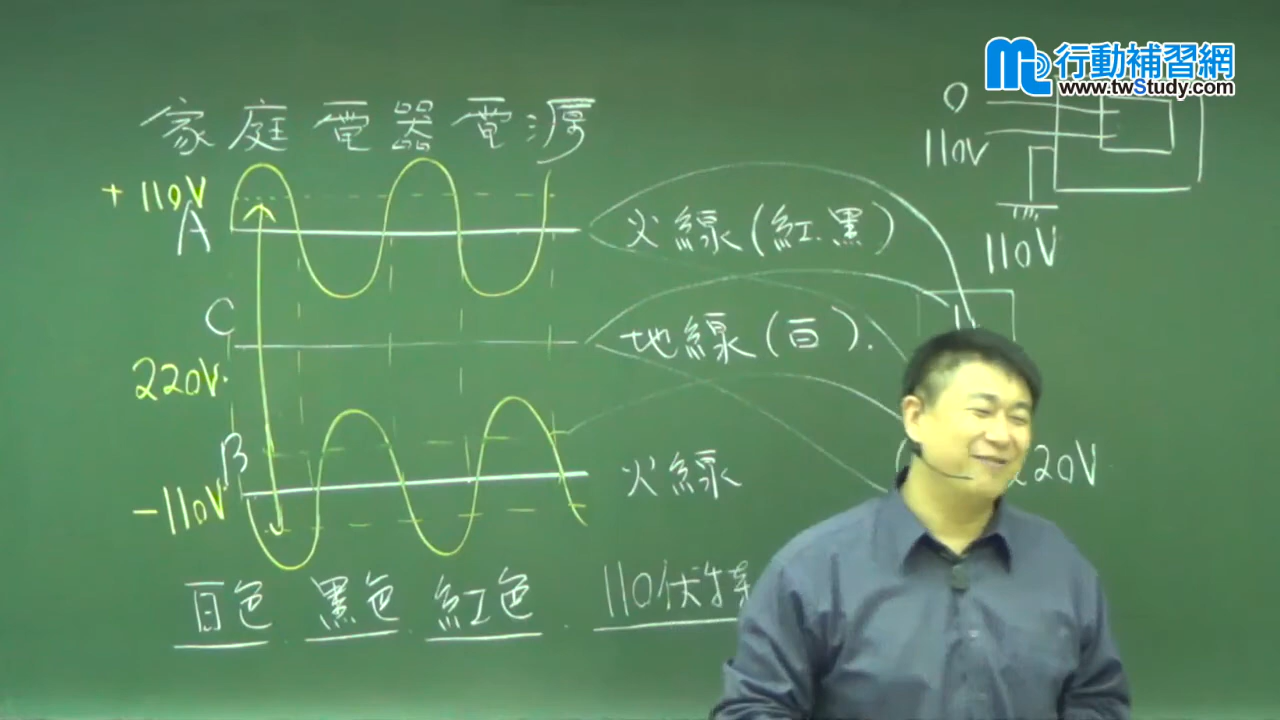 行動補習網
www.twStudy.com
家庭電器電源
+110V
A
火線(紅.黑)
0
110V
110V
C
地線(白).
220V.
B
-110V
火線
20V.
白色 黑色 紅色. 110伏特